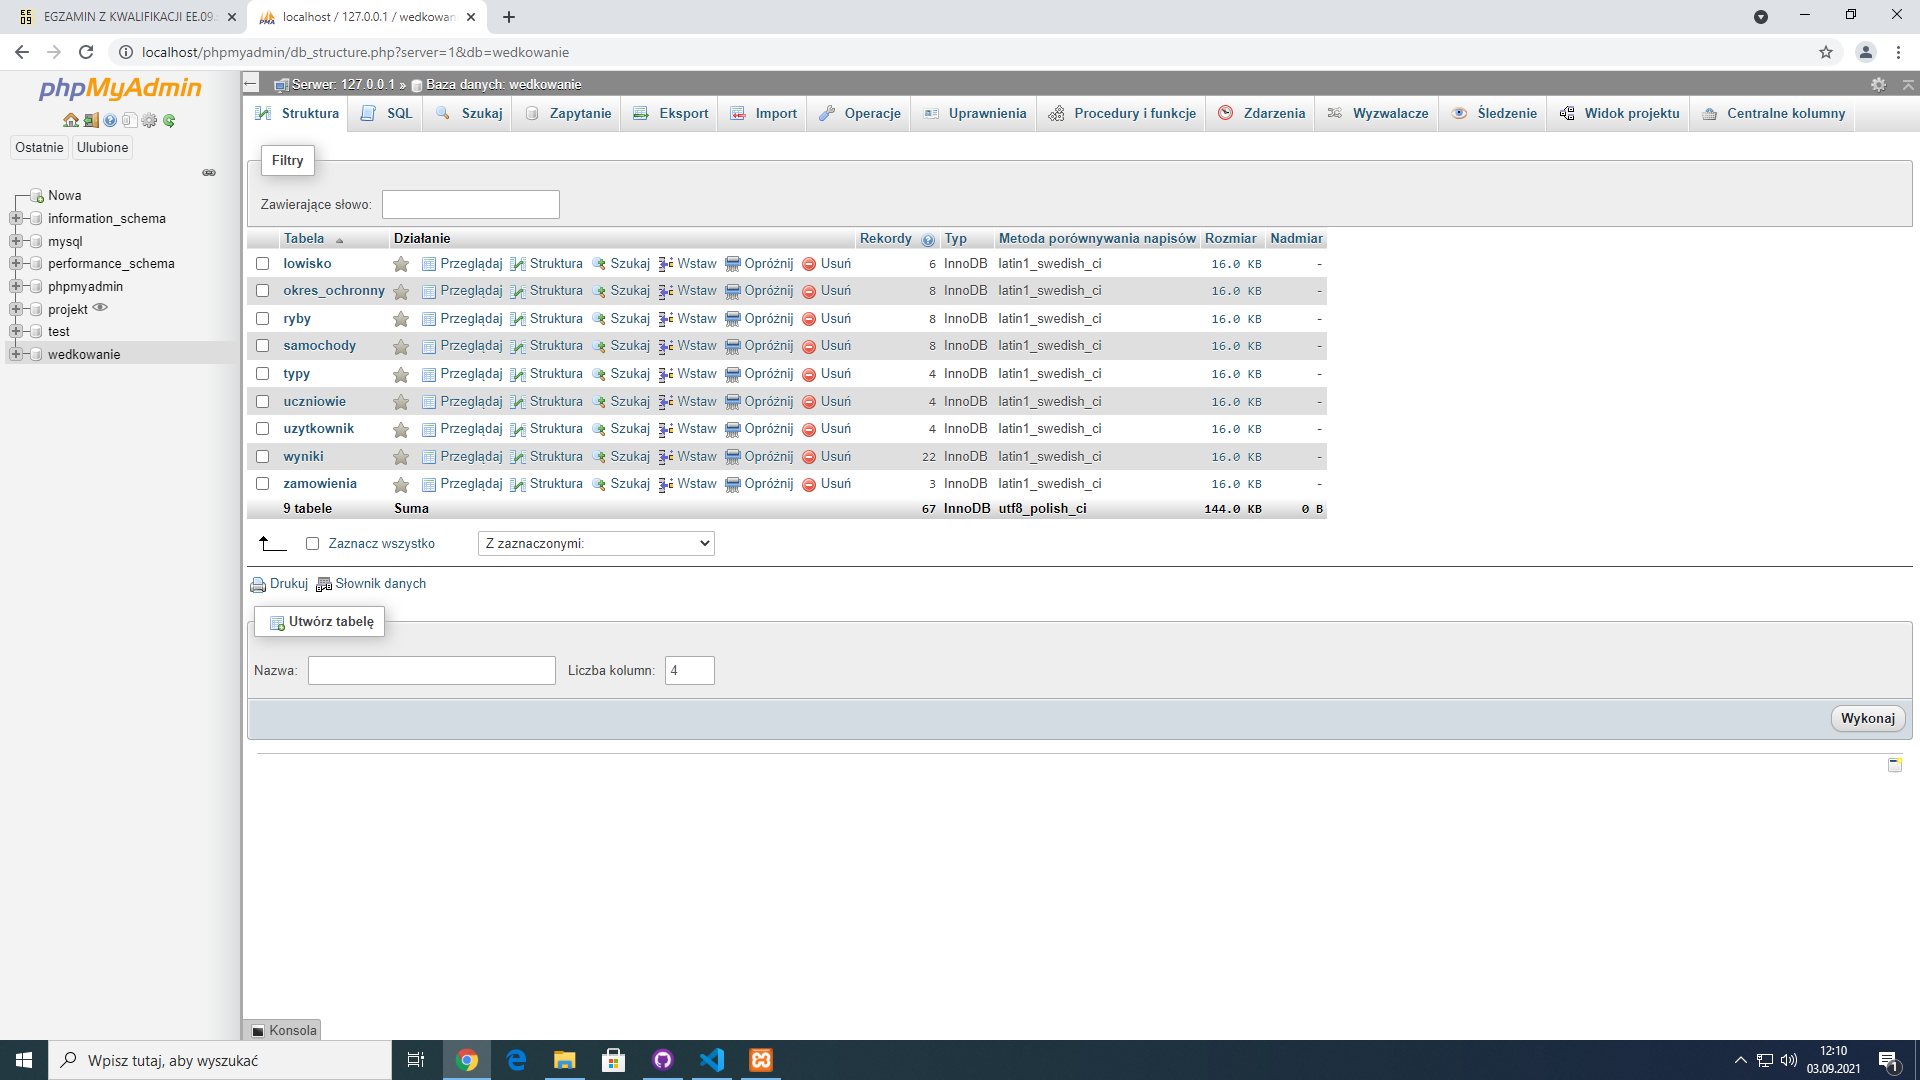 EGZAMIN Z KWALIFIKACJI EE.09
localhost / 127.0.0.1 / wedkowani
localhost/phpmyadmin/db_structure.php?server=1&db=wedkowanie
phpMyAdmin
Ostatnie Ulubione
Nowa
information_schema
mysql
performance_schema
phpmyadmin
projekt
test
wedkowanie
Serwer: 127.0.0.1 » Baza danych: wedkowanie
Struktura SQL Szukaj Zapytanie Eksport Import Operacje Uprawnienia Procedury i funkcje Zdarzenia Wyzwalacze Śledzenie Widok projektu Centralne kolumny
Filtry
Zawierające słowo:
Tabela Działanie Rekordy Typ Metoda porównywania napisów Rozmiar Nadmiar
lowisko Przeglądaj Struktura Szukaj Wstaw Opróżnij Usuń 6 InnoDB latin1_swedish_ci 16.0 KB -
okres_ochronny Przeglądaj Struktura Szukaj Wstaw Opróżnij Usuń 8 InnoDB latin1_swedish_ci 16.0 KB -
ryby Przeglądaj Struktura Szukaj Wstaw Opróżnij Usuń 8 InnoDB latin1_swedish_ci 16.0 KB -
samochody Przeglądaj Struktura Szukaj Wstaw Opróżnij Usuń 8 InnoDB latin1_swedish_ci 16.0 KB -
typy Przeglądaj Struktura Szukaj Wstaw Opróżnij Usuń 4 InnoDB latin1_swedish_ci 16.0 KB -
uczniowie Przeglądaj Struktura Szukaj Wstaw Opróżnij Usuń 4 InnoDB latin1_swedish_ci 16.0 KB -
uzytkownik Przeglądaj Struktura Szukaj Wstaw Opróżnij Usuń 4 InnoDB latin1_swedish_ci 16.0 KB -
wyniki Przeglądaj Struktura Szukaj Wstaw Opróżnij Usuń 22 InnoDB latin1_swedish_ci 16.0 KB -
zamowienia Przeglądaj Struktura Szukaj Wstaw Opróżnij Usuń 3 InnoDB latin1_swedish_ci 16.0 KB -
9 tabele Suma 67 InnoDB utf8_polish_ci 144.0 KB 0 B
Zaznacz wszystko Z zaznaczonymi:
Drukuj Słownik danych
Utwórz tabelę
Nazwa: Liczba kolumn: 4
Wykonaj
Konsola
Wpisz tutaj, aby wyszukać
12:10
03.09.2021
1